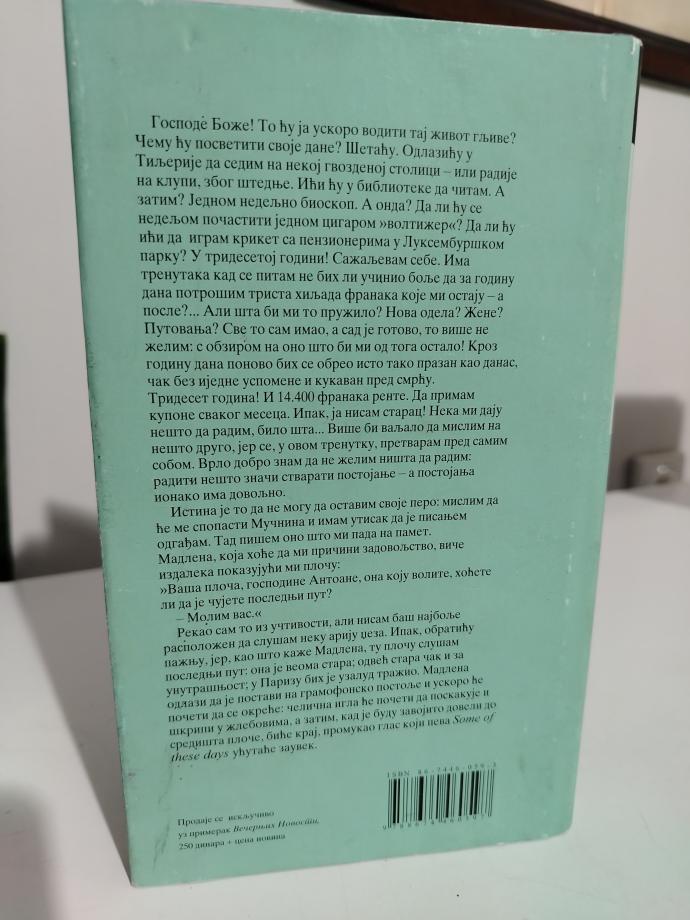 Господе Боже! То ћу ја ускоро водити тај живот гљиве?
Чему ћу посветити своје дане? Шетаћу. Одлазићу у
Тиљерије да седим на некој гвозденој столици – или радије
на клупи, због штедње. Ићи ћу у библиотеке да читам. А
затим? Једном недељно биоскоп. А онда? Да ли ћу се
недељом почастити једном цигаром »волтижер«? Да ли ћу
ићи да играм крикет са пензионерима у Луксембуршком
парку? У тридесетој години! Сажаљевам себе. Има
тренутака кад се питам не бих ли учинио боље да за годину
дана потрошим триста хиљада франака које ми остају – а
после?... Али шта би ми то пружило? Нова одела? Жене?
Путовања? Све то сам имао, а сад је готово, то више не
желим: с обзиром на оно што би ми од тога остало! Кроз
годину дана поново бих се обрео исто тако празан као данас,
чак без иједне успомене и кукаван пред смрћу.
Тридесет година! И 14.400 франака ренте. Да примам
купоне сваког месеца. Ипак, ја нисам старац! Нека ми дају
нешто да радим, било шта... Више би ваљало да мислим на
нешто друго, јер се, у овом тренутку, претварам пред самим
собом. Врло добро знам да не желим ништа да радим:
радити нешто значи стварати постојање – а постојања
ионако има довољно.
Истина је то да не могу да оставим своје перо: мислим да
ће ме спопасти Мучнина и имам утисак да је писањем
одгађам. Тад пишем оно што ми пада на памет.
Мадлена, која хоће да ми причини задовољство, виче
издалека показујући ми плочу:
»Ваша плоча, господине Антоане, она коју волите, хоћете
ли да је чујете последњи пут?
– Молим вас.«
Рекао сам то из учтивости, али нисам баш најбоље
расположен да слушам неку арију џеза. Ипак, обратићу
пажњу, јер, као што каже Мадлена, ту плочу слушам
последњи пут: она је веома стара; одвећ стара чак и за
унутрашњост; у Паризу бих је узалуд тражио. Мадлена
одлази да је постави на грамофонско постоље и ускоро ће
почети да се окреће: челична игла ће почети да поскакује и
шкрипи у жлебовима, а затим, кад је буду завојито довели до
средишта плоче, биће крај, промукао глас који пева Some of
these days ућутаће заувек.
ISBN 86-7446-059-3
Продаје се искључиво
уз примерак Вечерњих Новости,
250 динара + цена новина